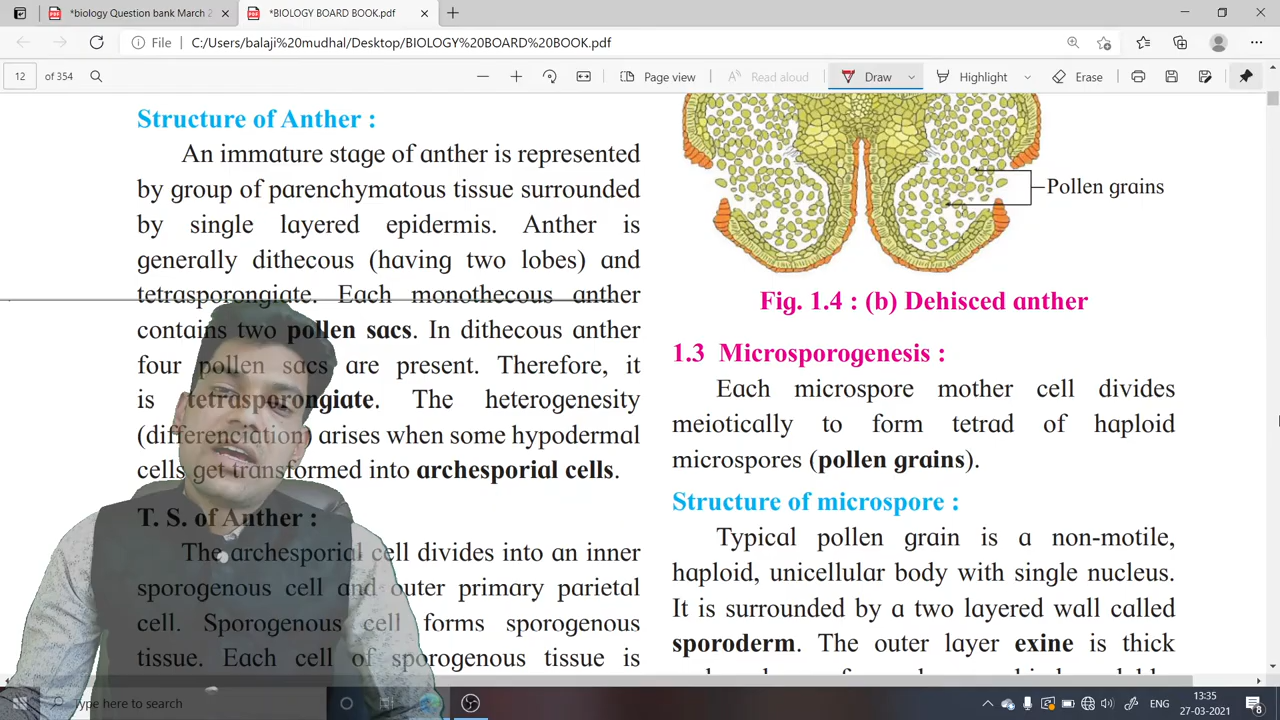 *biology Question bank March 2
*BIOLOGY BOARD BOOK.pdf
File
C:/Users/balaji%20mudhal/Desktop/BIOLOGY%20BOARD%20BOOK.pdf
12 of 354
Page view
Read aloud
Draw
Highlight
Erase
Structure of Anther :
An immature stage of anther is represented
by group of parenchymatous tissue surrounded
by single layered epidermis. Anther is
generally dithecous (having two lobes) and
tetrasporongiate. Each monothecous anther
contains two pollen sacs. In dithecous anther
four pollen sacs are present. Therefore, it
is tetrasporongiate. The heterogenesity
(differenciation) arises when some hypodermal
cells get transformed into archesporial cells.
T. S. of Anther :
The archesporial cell divides into an inner
sporogenous cell and outer primary parietal
cell. Sporogenous cell forms sporogenous
tissue. Each cell of sporogenous tissue is
Pollen grains
Fig. 1.4 : (b) Dehisced anther
1.3 Microsporogenesis :
Each microspore mother cell divides
meiotically to form tetrad of haploid
microspores (pollen grains).
Structure of microspore :
Typical pollen grain is a non-motile,
haploid, unicellular body with single nucleus.
It is surrounded by a two layered wall called
sporoderm. The outer layer exine is thick
Type here to search
ENG
13:35
27-03-2021
8